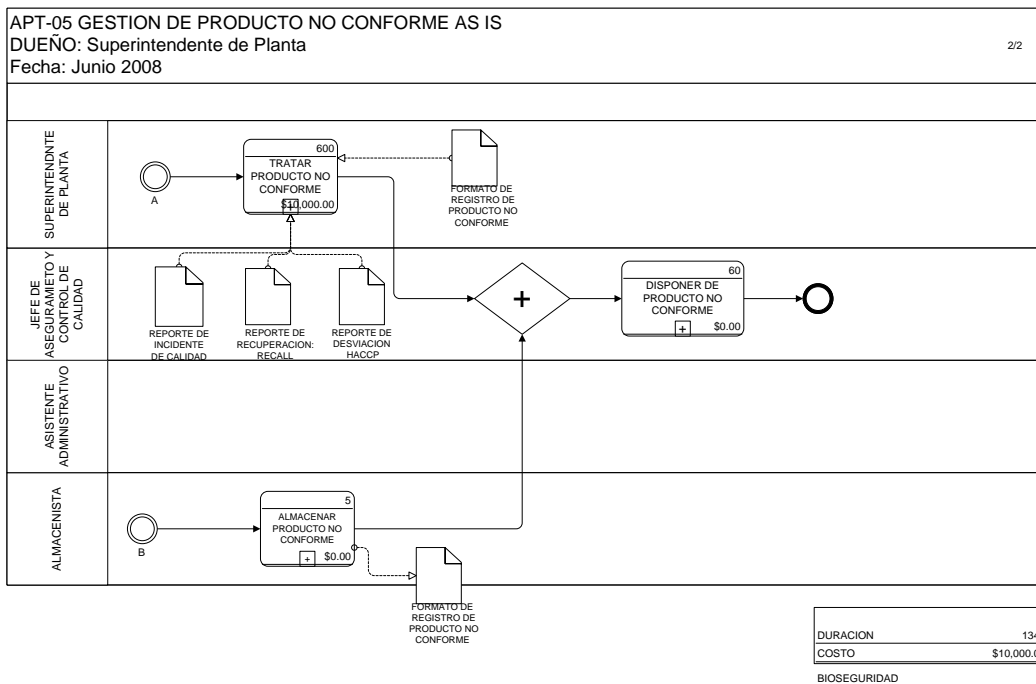 APT-05 GESTION DE PRODUCTO NO CONFORME AS IS
DUEÑO: Superintendente de Planta
Fecha: Junio 2008
2/2
SUPERINTENDNTE
DE PLANTA
A
600
TRATAR
PRODUCTO NO
CONFORME
$10,000.00
FORMATO DE
REGISTRO DE
PRODUCTO NO
CONFORME
JEFE DE
ASEGURAMIETO Y
CONTROL DE
CALIDAD
REPORTE DE
INCIDENTE
DE CALIDAD
REPORTE DE
RECUPERACION:
RECALL
REPORTE DE
DESVIACION
HACCP
60
DISPONER DE
PRODUCTO NO
CONFORME
$0.00
ASISTENTE
ADMINISTRATIVO
ALMACENISTA
B
5
ALMACENAR
PRODUCTO NO
CONFORME
$0.00
FORMATO DE
REGISTRO DE
PRODUCTO NO
CONFORME
DURACION
COSTO
BIOSEGURIDAD